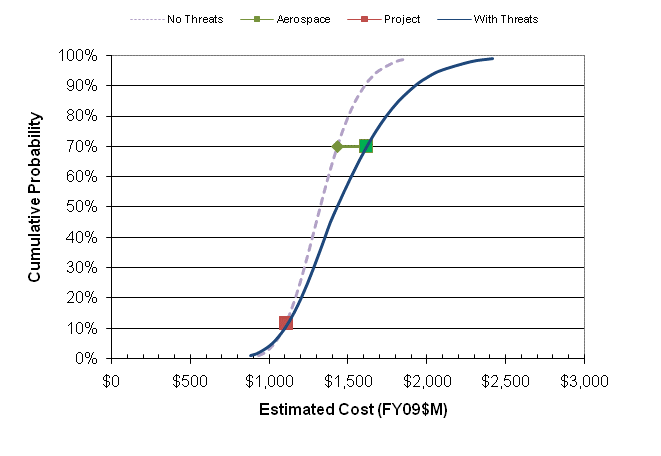 No Threats Aerospace Project With Threats
100%
90%
80%
70%
60%
50%
40%
30%
20%
10%
0%
Cumulative Probability
$0 $500 $1,000 $1,500 $2,000 $2,500 $3,000
Estimated Cost (FY09$M)